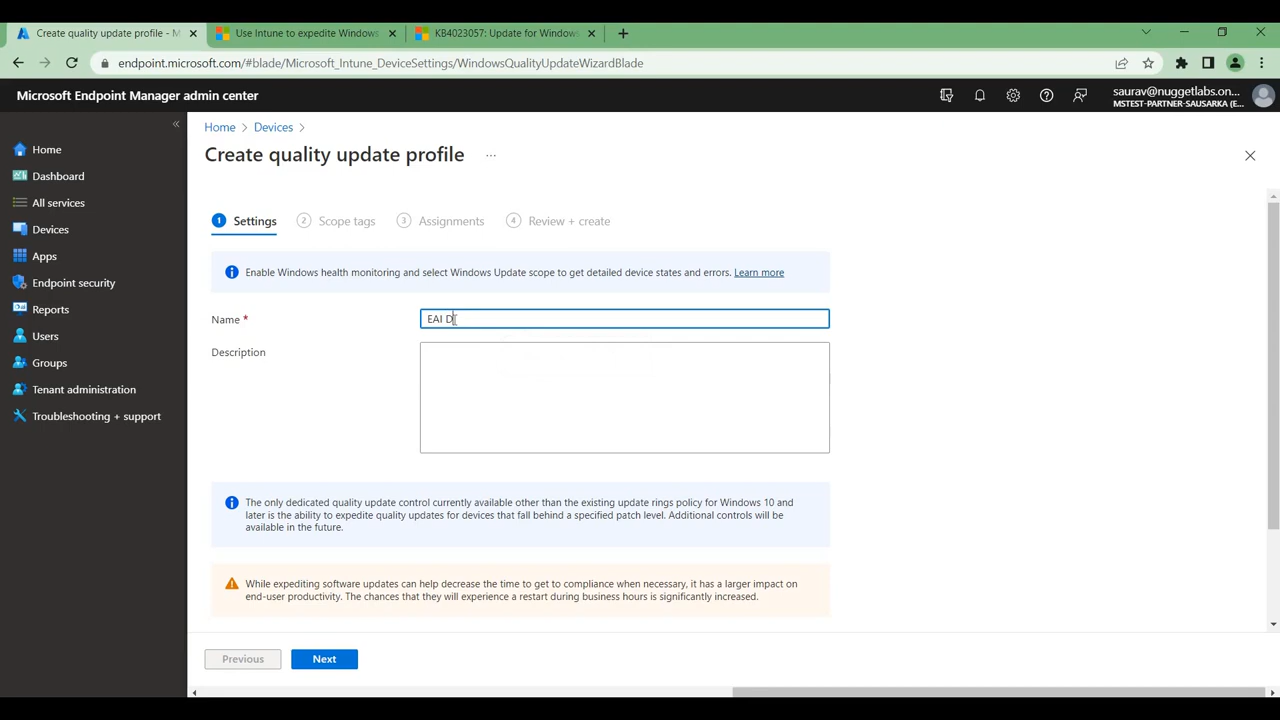 Create quality update profile - M
Use Intune to expedite Windows
KB4023057: Update for Windows
endpoint.microsoft.com/#blade/Microsoft_Intune_DeviceSettings/WindowsQualityUpdateWizardBlade
Microsoft Endpoint Manager admin center
saurav@nuggetlabs.on...
MSTEST-PARTNER-SAUSARKA (E...
Home
Dashboard
All services
Devices
Apps
Endpoint security
Reports
Users
Groups
Tenant administration
Troubleshooting + support
Home > Devices >
Create quality update profile ...
1 Settings 2 Scope tags 3 Assignments 4 Review + create
Enable Windows health monitoring and select Windows Update scope to get detailed device states and errors. Learn more
Name *
EAI D
Description
The only dedicated quality update control currently available other than the existing update rings policy for Windows 10 and
later is the ability to expedite quality updates for devices that fall behind a specified patch level. Additional controls will be
available in the future.
While expediting software updates can help decrease the time to get to compliance when necessary, it has a larger impact on
end-user productivity. The chances that they will experience a restart during business hours is significantly increased.
Previous
Next